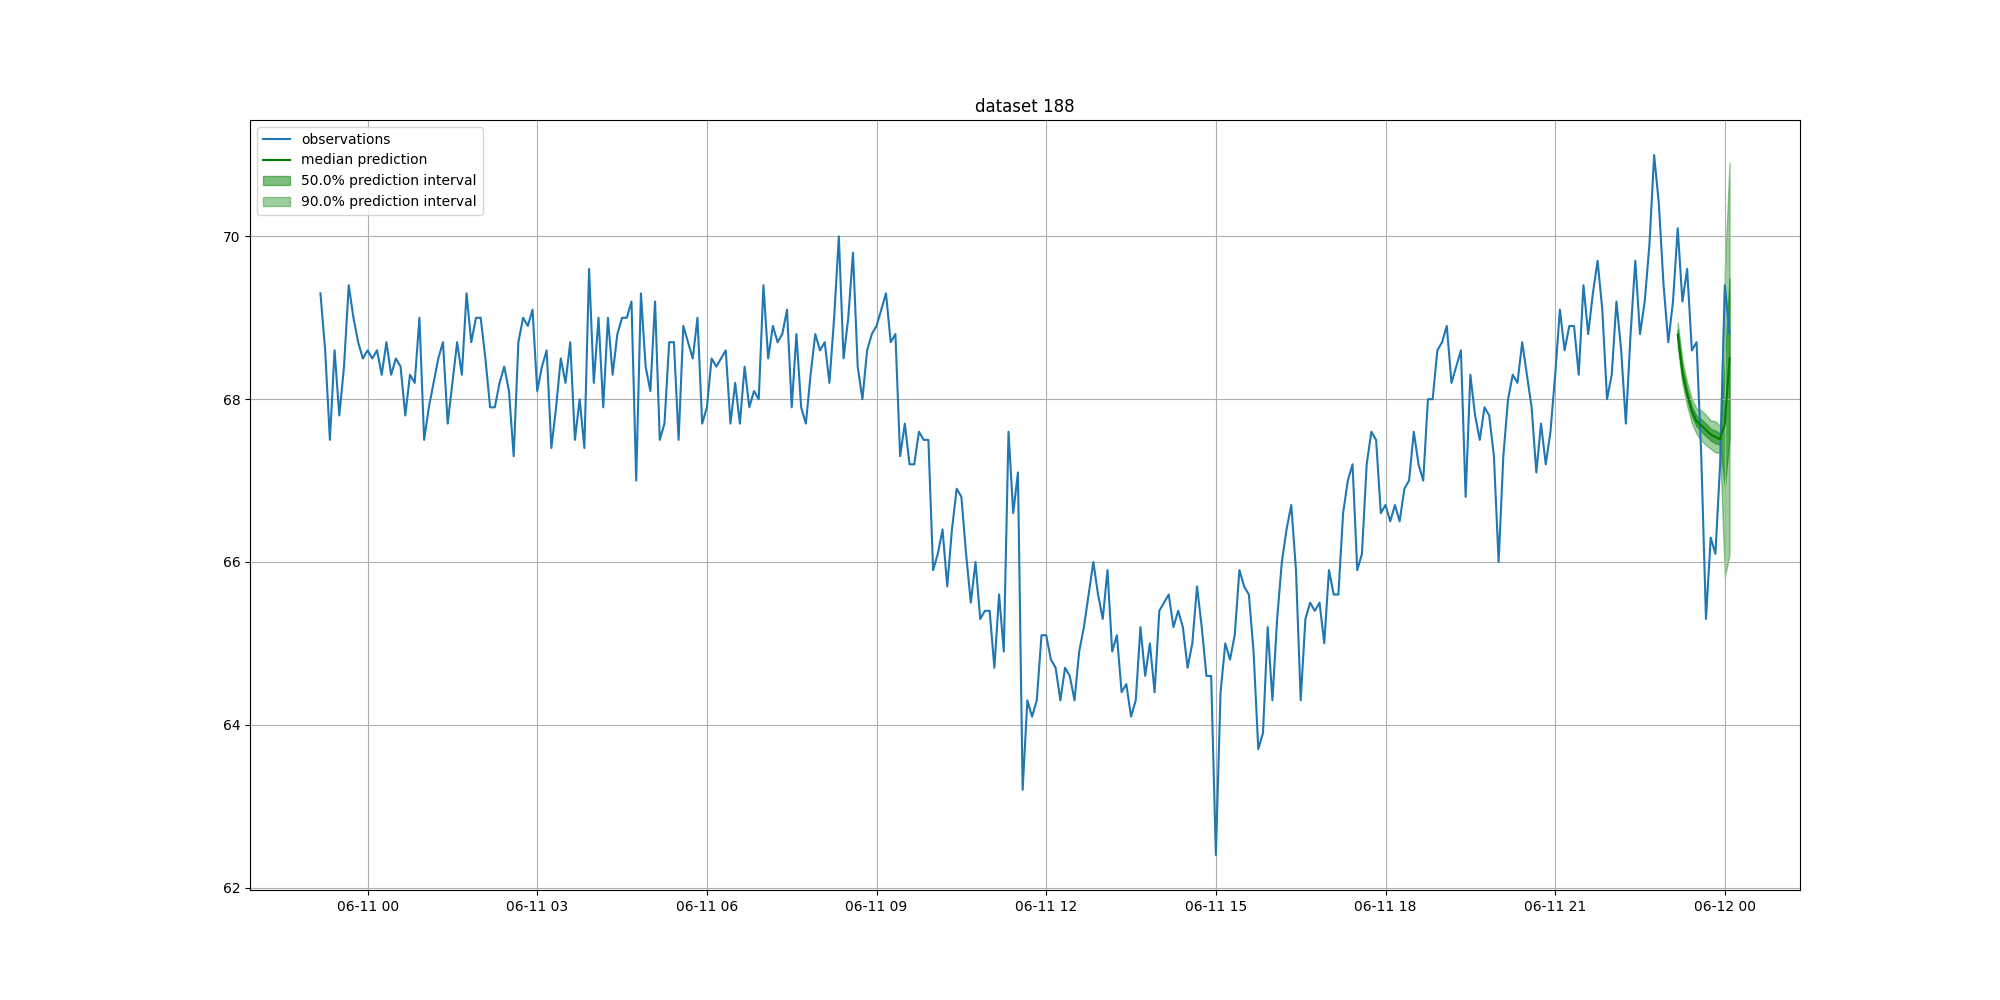 dataset 188
observations
median prediction
50.0% prediction interval
90.0% prediction interval
70
68
66
64
62
06-11 00 06-11 03 06-11 06 06-11 09 06-11 12 06-11 15 06-11 18 06-11 21 06-12 00